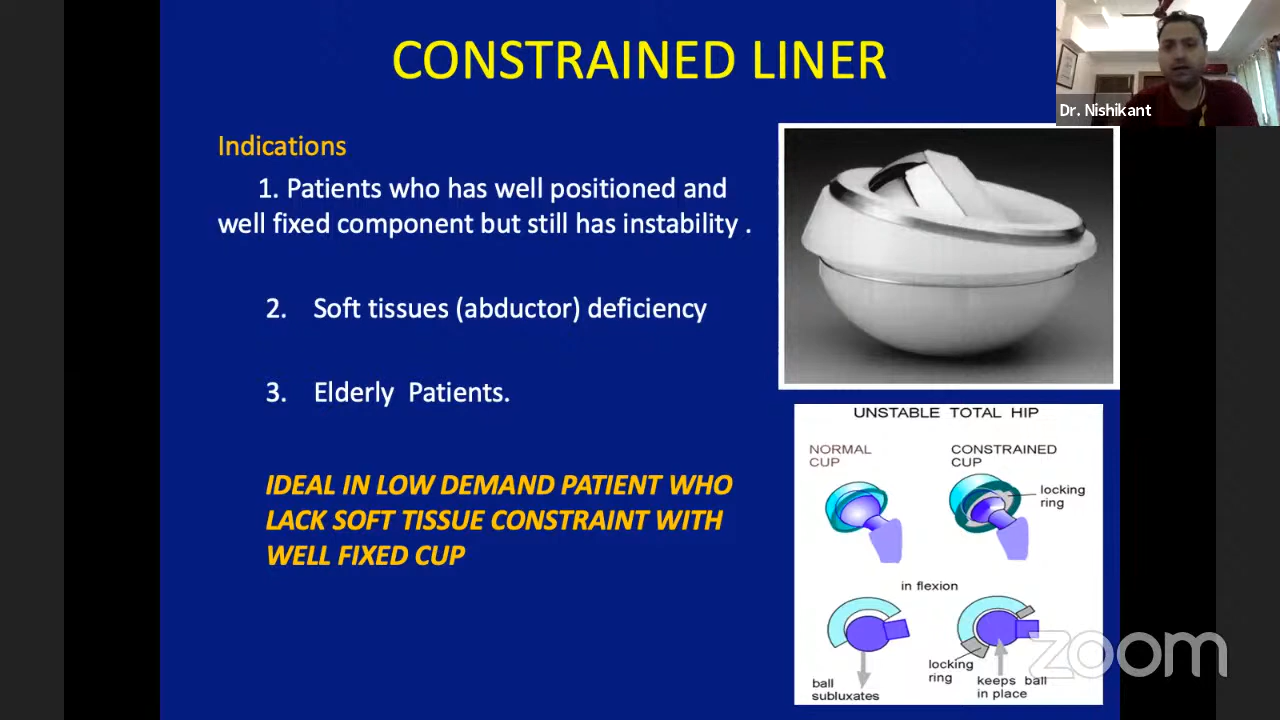 CONSTRAINED LINER
Dr. Nishikant
Indications
1. Patients who has well positioned and
well fixed component but still has instability .
2. Soft tissues (abductor) deficiency
3. Elderly Patients.
IDEAL IN LOW DEMAND PATIENT WHO
LACK SOFT TISSUE CONSTRAINT WITH
WELL FIXED CUP
UNSTABLE TOTAL HIP
NORMAL
CUP
CONSTRAINED
CUP
locking
ring
in flexion
ball
subluxates
locking
ring
keeps ball
in place
zoom